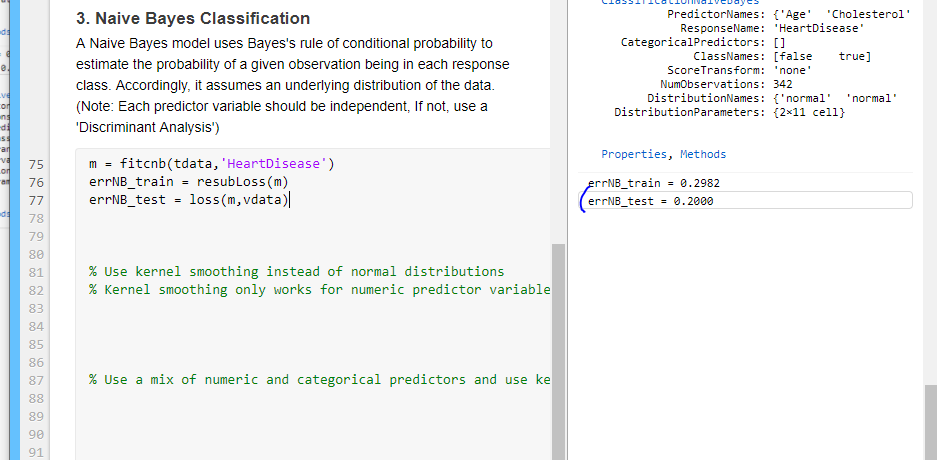 3. Naive Bayes Classification
A Naive Bayes model uses Bayes's rule of conditional probability to
estimate the probability of a given observation being in each response
class. Accordingly, it assumes an underlying distribution of the data.
(Note: Each predictor variable should be independent, If not, use a
'Discriminant Analysis')
75 m = fitcnb(tdata,'HeartDisease')
76 errNB_train = resubLoss(m)
77 errNB_test = loss(m,vdata)
78
79
80
81 % Use kernel smoothing instead of normal distributions
82 % Kernel smoothing only works for numeric predictor variable
83
84
85
86
87 % Use a mix of numeric and categorical predictors and use ke
88
89
90
91
ClassificationNaiveBayes
PredictorNames: {'Age' 'Cholesterol'
ResponseName: 'HeartDisease'
CategoricalPredictors: []
ClassNames: [false true]
ScoreTransform: 'none'
NumObservations: 342
DistributionNames: {'normal' 'normal'
DistributionParameters: {2×11 cell}
Properties, Methods
errNB_train = 0.2982
errNB_test = 0.2000